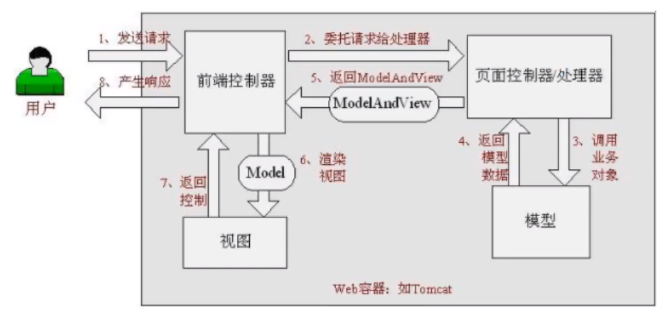 1、发送请求
2、委托请求给处理器
8、产生响应
用户
前端控制器
5、返回ModelAndView
ModelAndView
页面控制器/处理器
4、返回
模型
数据
3、调用
业务
对象
6、渲染
视图
Model
7、返回
控制
视图
模型
Web容器：如Tomcat